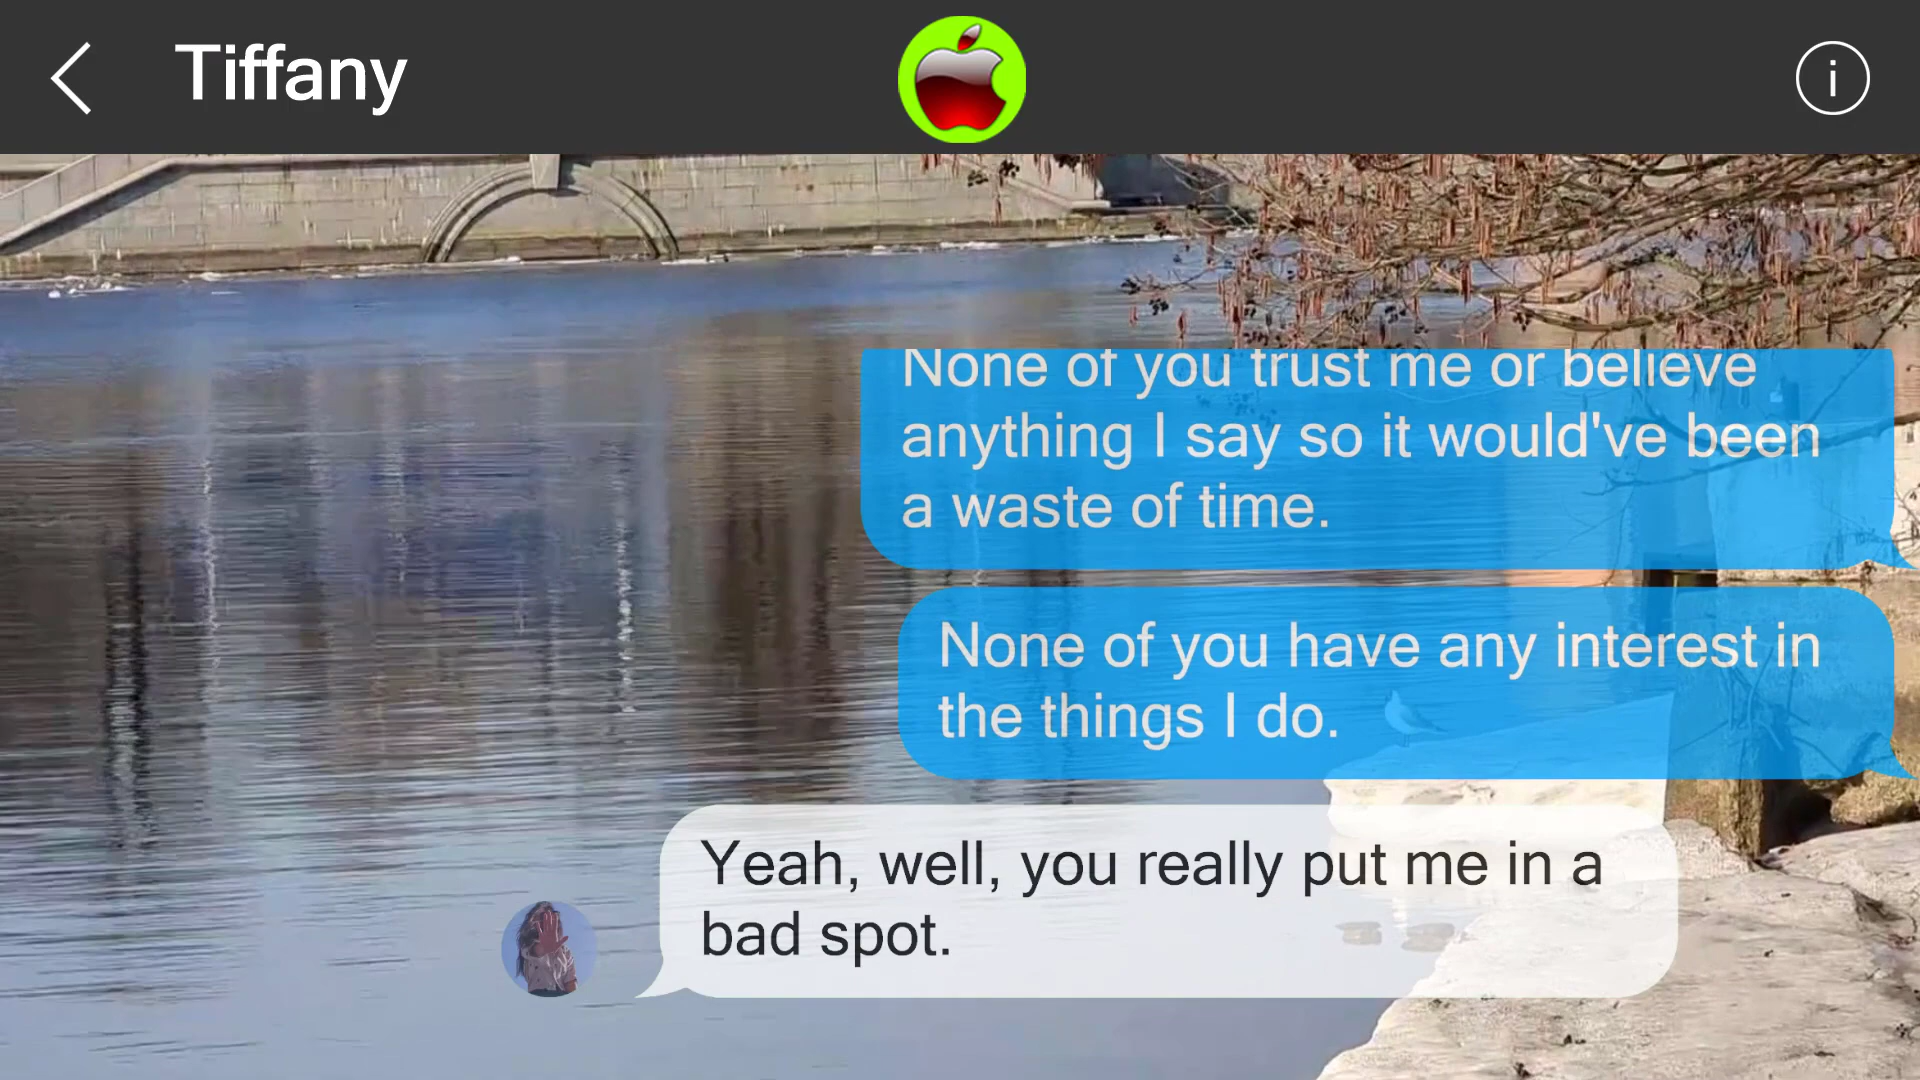 Tiffany
i
None of you trust me or believe
anything I say so it would've been
a waste of time.
None of you have any interest in
the things I do.
Yeah, well, you really put me in a
bad spot.